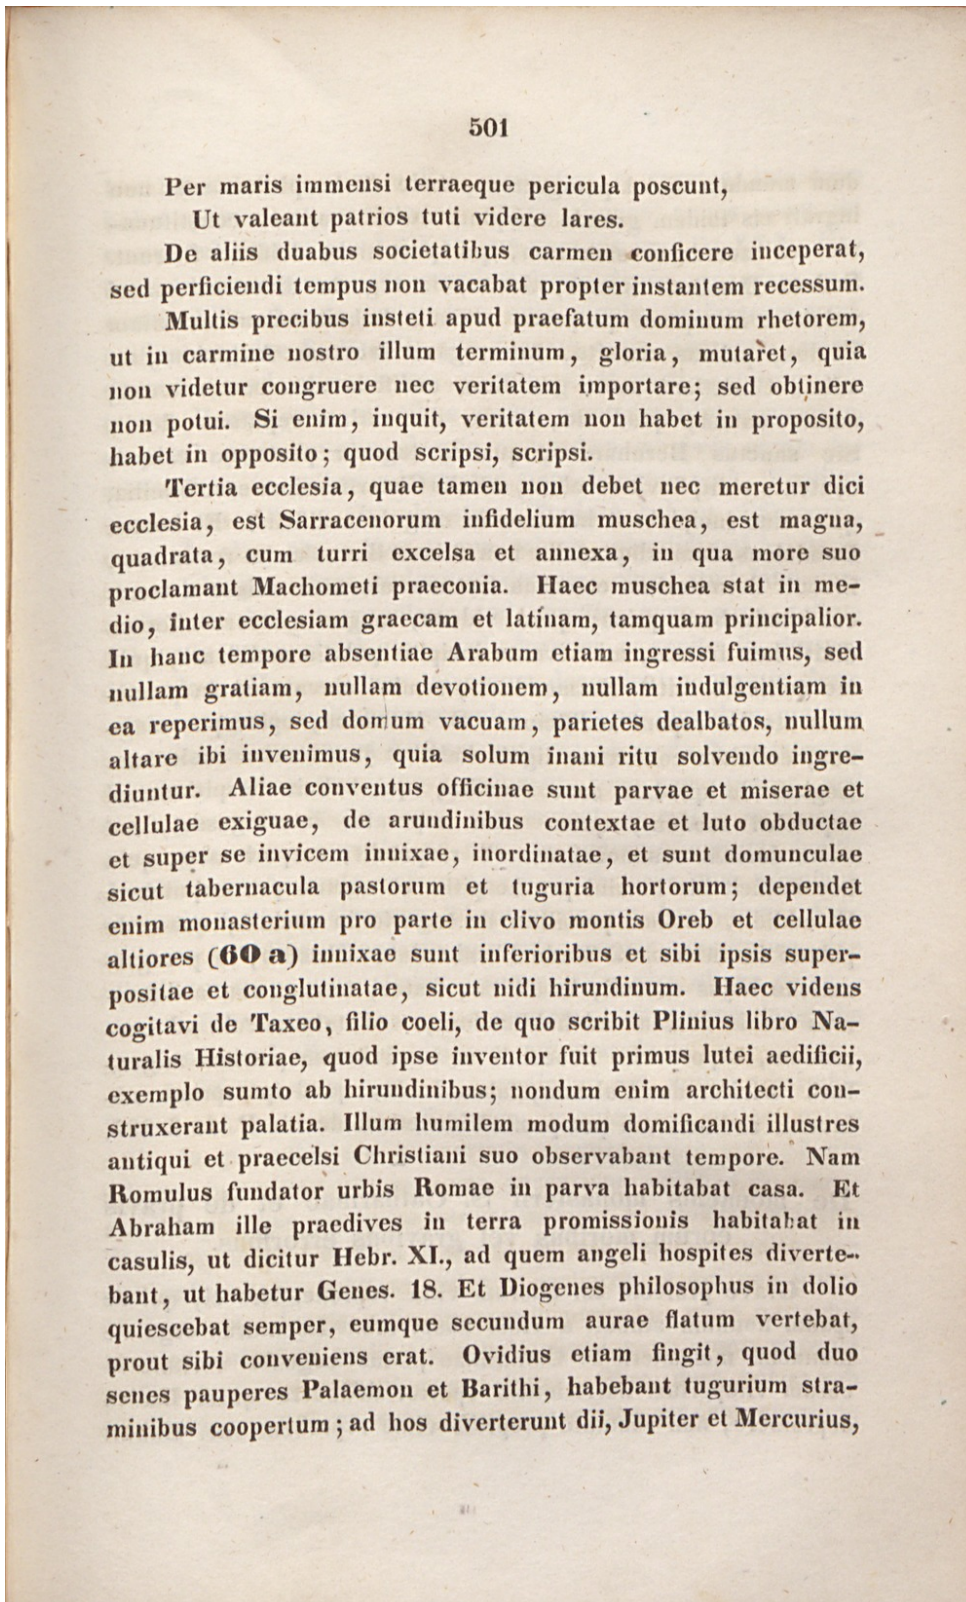 501
Per maris immensi terraeque pericula poscunt,
Ut valeant patrios tuti videre lares.
De aliis duabus societatibus carmen conficere inceperat,
sed perficiendi tempus non vacabat propter instantem recessum.
Multis precibus insteti apud praefatum dominum rhetorem,
ut in carmine nostro illum terminum, gloria, mutaret, quia
non videtur congruere nec veritatem importare; sed obtinere
non potui. Si enim, inquit, veritatem non habet in proposito,
habet in opposito; quod scripsi, scripsi.
Tertia ecclesia, quae tamen non debet nec meretur dici
ecclesia, est Sarracenorum infidelium muschea, est magna,
quadrata, cum turri excelsa et annexa, in qua more suo
proclamant Machometi praeconia. Haec muschea stat in me-
dio, inter ecclesiam graecam et latinam, tamquam principalior.
In hanc tempore absentiae Arabum etiam ingressi fuimus, sed
nullam gratiam, nullam devotionem, nullam indulgentiam in
ea reperimus, sed domum vacuam, parietes dealbatos, nullum
altare ibi invenimus, quia solum inani ritu solvendo ingre-
diuntur. Aliae conventus officinae sunt parvae et miserae et
cellulae exiguae, de arundinibus contextae et luto obductae
et super se invicem innixae, inordinatae, et sunt domunculae
sicut tabernacula pastorum et tuguria hortorum; dependet
enim monasterium pro parte in clivo montis Oreb et cellulae
altiores (60 a) innixae sunt inferioribus et sibi ipsis super-
positae et conglutinatae, sicut nidi hirundinum. Haec videns
cogitavi de Taxeo, filio coeli, de quo scribit Plinius libro Na-
turalis Historiae, quod ipse inventor fuit primus lutei aedificii,
exemplo sumto ab hirundinibus; nondum enim architecti con-
struxerant palatia. Illum humilem modum domificandi illustres
antiqui et praecelsi Christiani suo observabant tempore. Nam
Romulus fundator urbis Romae in parva habitabat casa. Et
Abraham ille praedives in terra promissionis habitabat in
casulis, ut dicitur Hebr. XI., ad quem angeli hospites diverte-
bant, ut habetur Genes. 18. Et Diogenes philosophus in dolio
quiescebat semper, eumque secundum aurae flatum vertebat,
prout sibi conveniens erat. Ovidius etiam fingit, quod duo
senes pauperes Palaemon et Barithi, habebant tugurium stra-
minibus coopertum; ad hos diverterunt dii, Jupiter et Mercurius,